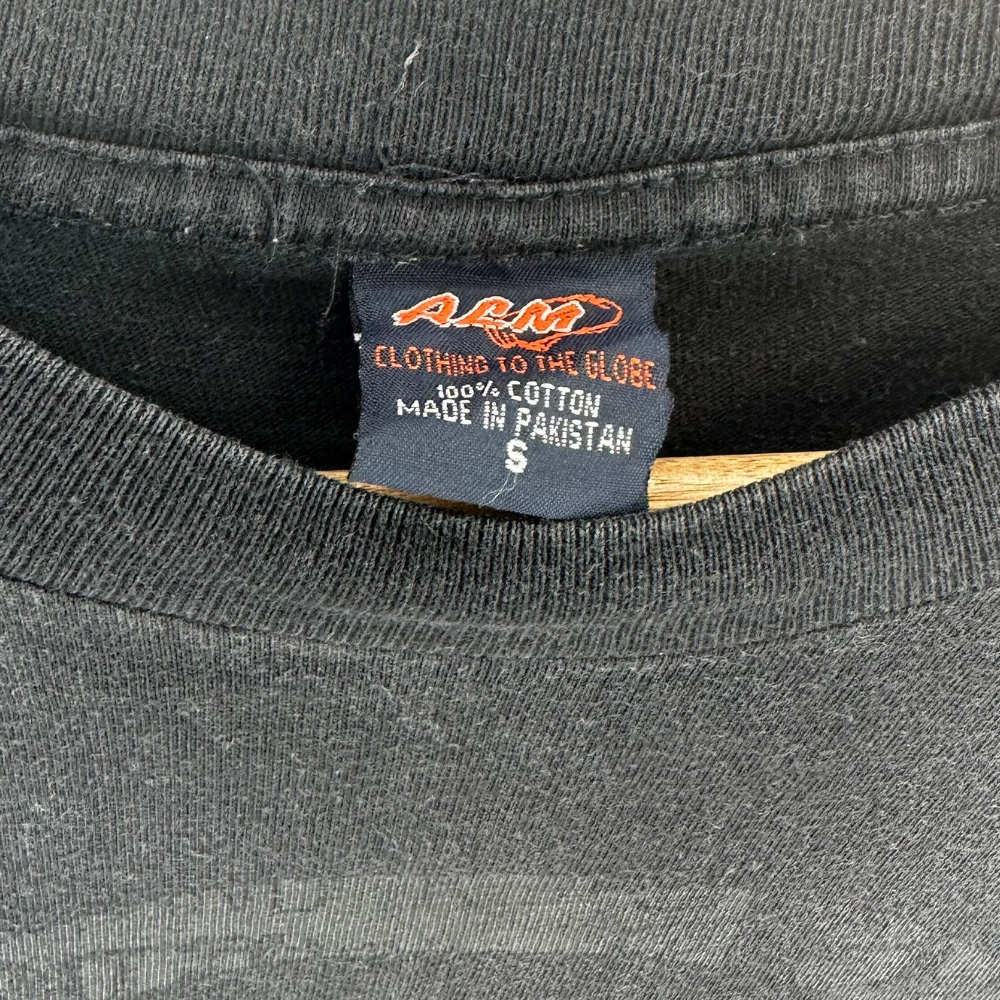 ALM
CLOTHING TO THE GLOBE
100% COTTON
MADE IN PAKISTAN
S